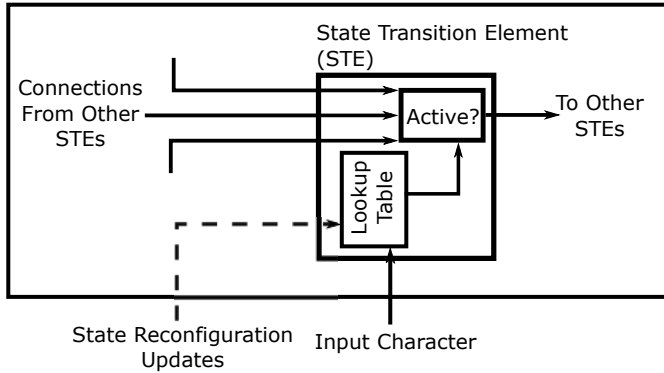 State Transition Element
(STE)
Connections
From Other
STEs
Active?
To Other
STEs
Lookup
Table
State Reconfiguration
Updates
Input Character